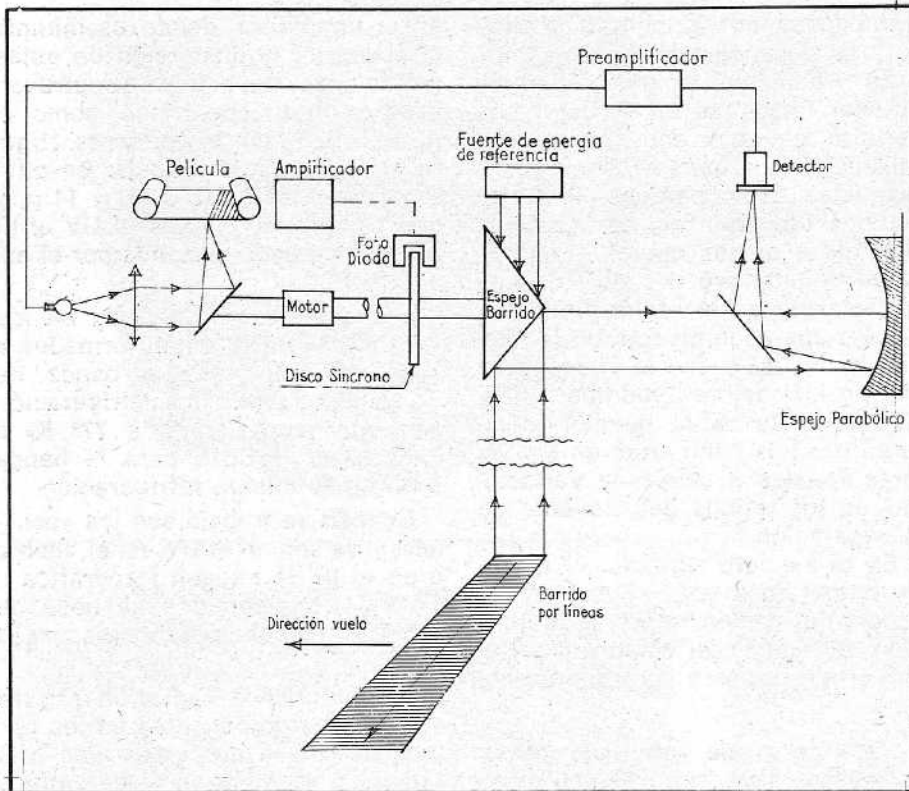 Preamplificador
Fuente de energía
de referencia
Película
Amplificador
Detector
Foto
Diodo
Espejo
Barrido
Motor
Disco Síncrono
Espejo Parabólico
Barrido
por líneas
Dirección vuelo